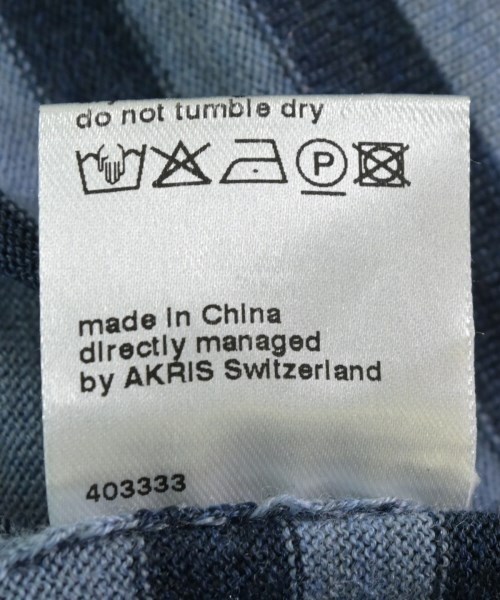 do not tumble dry
P
made in China
directly managed
by AKRIS Switzerland
403333